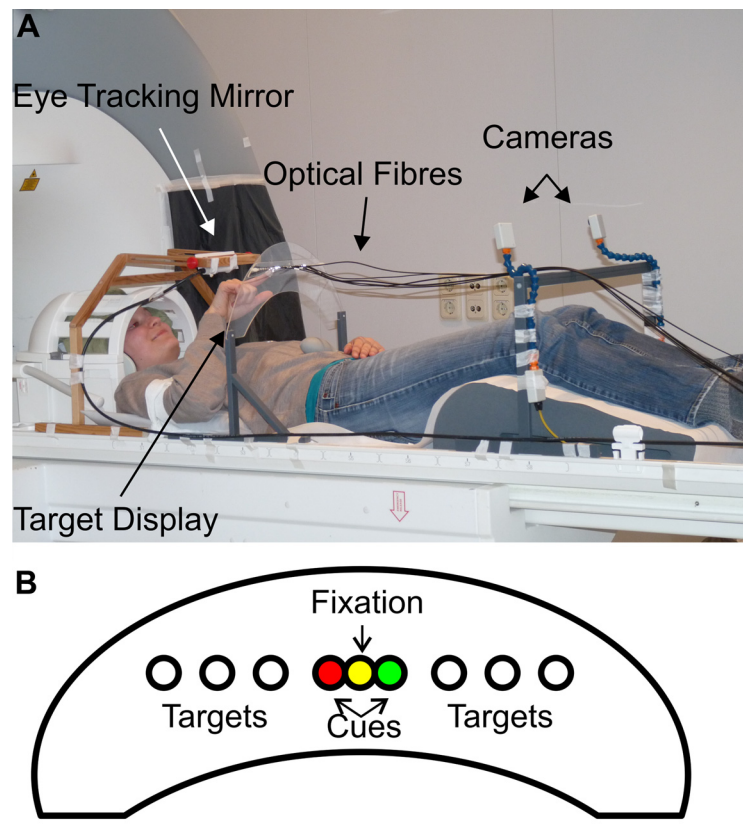 A
Eye Tracking Mirror
Cameras
Optical Fibres
Target Display
B
Fixation
Targets
Cues
Targets